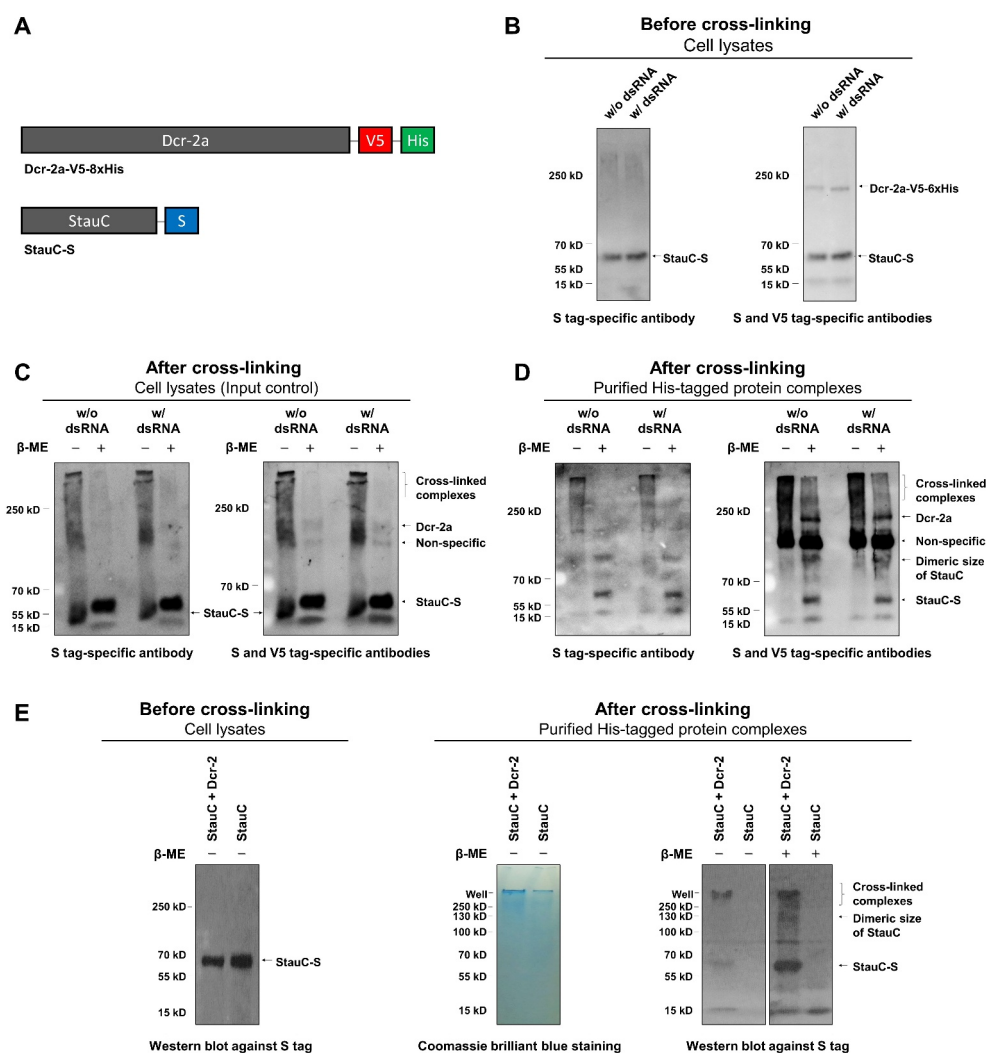 A
Dcr-2a
V5
His
Dcr-2a-V5-8xHis
StauC
S
StauC-S
B
Before cross-linking
Cell lysates
w/o dsRNA
w/ dsRNA
250 kD
70 kD
55 kD
15 kD
StauC-S
S tag-specific antibody
w/o dsRNA
w/ dsRNA
250 kD
Dcr-2a-V5-6xHis
70 kD
55 kD
15 kD
StauC-S
S and V5 tag-specific antibodies
C
After cross-linking
Cell lysates (Input control)
w/o dsRNA
w/ dsRNA
w/o dsRNA
w/ dsRNA
β-ME – + – + – + – +
Cross-linked complexes
250 kD
250 kD
Dcr-2a
Non-specific
70 kD
70 kD
55 kD
StauC-S
StauC-S
15 kD
S tag-specific antibody
S and V5 tag-specific antibodies
D
After cross-linking
Purified His-tagged protein complexes
w/o dsRNA
w/ dsRNA
w/o dsRNA
w/ dsRNA
β-ME – + – + – + – +
Cross-linked complexes
250 kD
250 kD
Dcr-2a
Non-specific
Dimeric size of StauC
70 kD
70 kD
55 kD
55 kD
15 kD
15 kD
StauC-S
S tag-specific antibody
S and V5 tag-specific antibodies
E
Before cross-linking
Cell lysates
StauC + Dcr-2
StauC
β-ME – –
250 kD
70 kD
55 kD
15 kD
StauC-S
Western blot against S tag
After cross-linking
Purified His-tagged protein complexes
StauC + Dcr-2
StauC
β-ME – –
Well
250 kD
130 kD
100 kD
70 kD
55 kD
15 kD
Coomassie brilliant blue staining
StauC + Dcr-2
StauC
StauC + Dcr-2
StauC
β-ME – – + +
Well
250 kD
130 kD
100 kD
70 kD
55 kD
15 kD
Cross-linked complexes
Dimeric size of StauC
StauC-S
Western blot against S tag